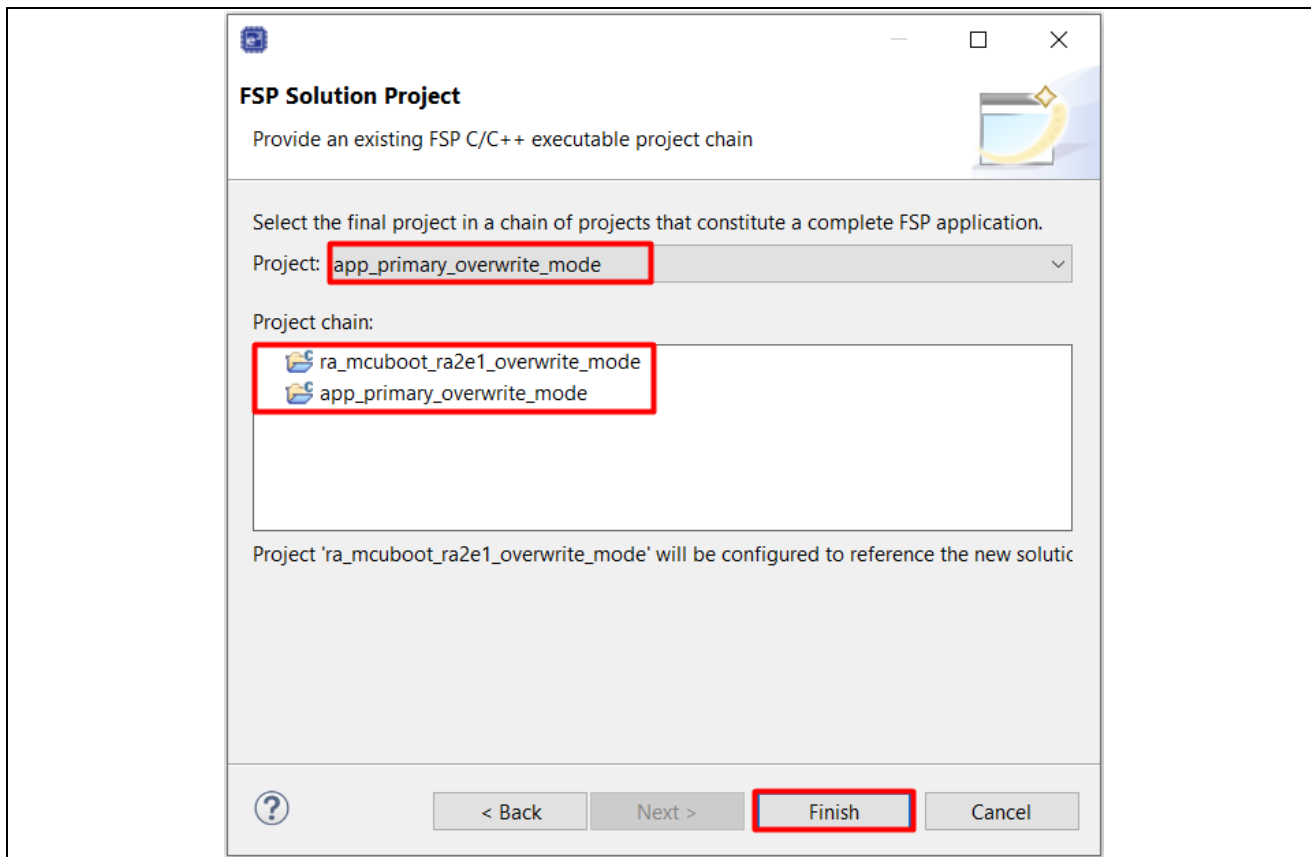 FSP Solution Project
Provide an existing FSP C/C++ executable project chain
Select the final project in a chain of projects that constitute a complete FSP application.
Project: app_primary_overwrite_mode
Project chain:
ra_mcuboot_ra2e1_overwrite_mode
app_primary_overwrite_mode
Project 'ra_mcuboot_ra2e1_overwrite_mode' will be configured to reference the new solutic
? < Back Next > Finish Cancel